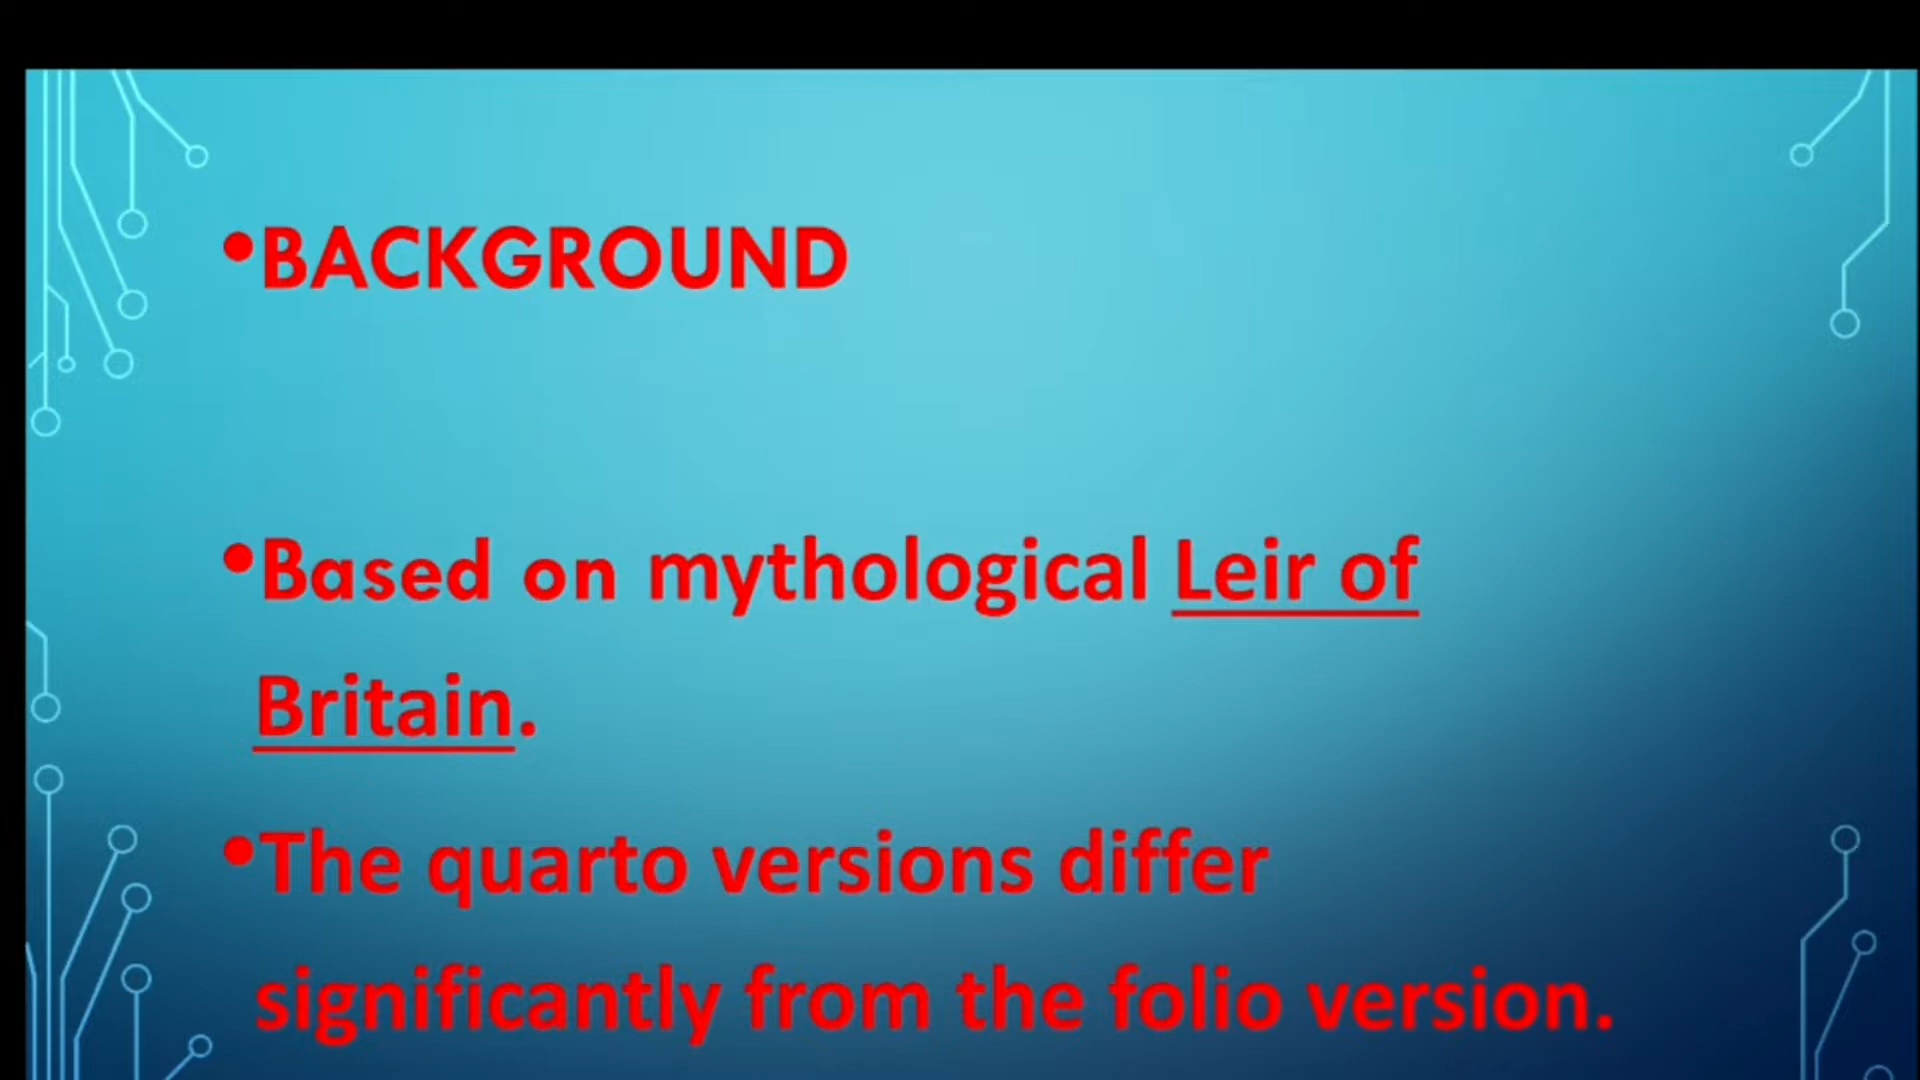 •BACKGROUND
•Based on mythological Leir of
Britain.
•The quarto versions differ
significantly from the folio version.